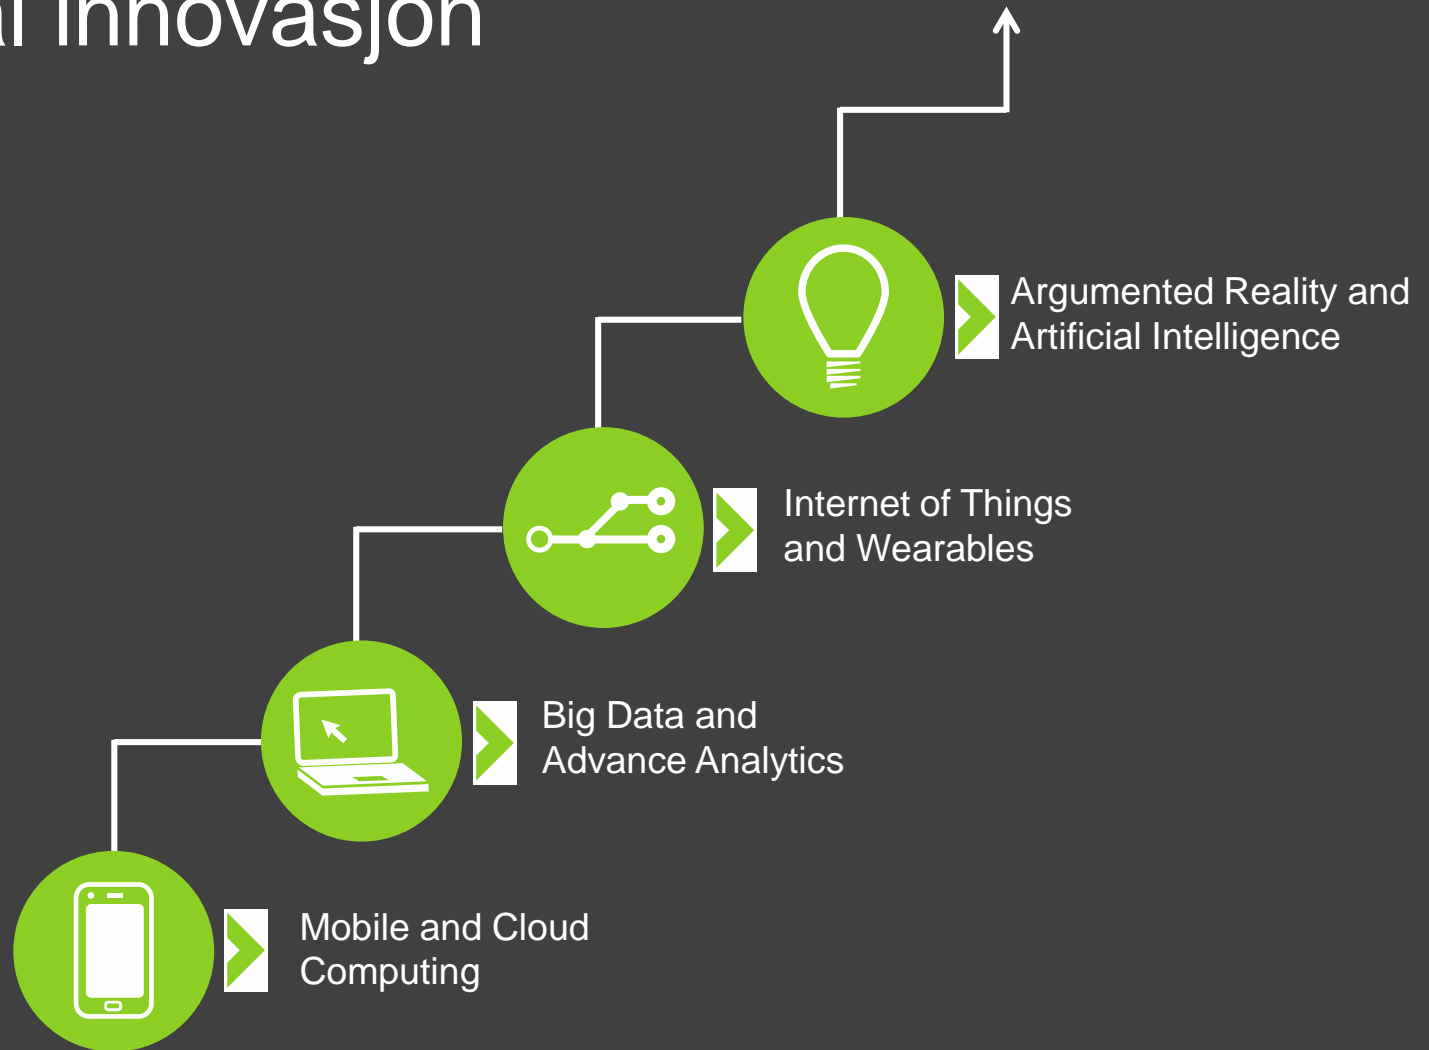 al innovasjon
Argumented Reality and
Artificial Intelligence
Internet of Things
and Wearables
Big Data and
Advance Analytics
Mobile and Cloud
Computing